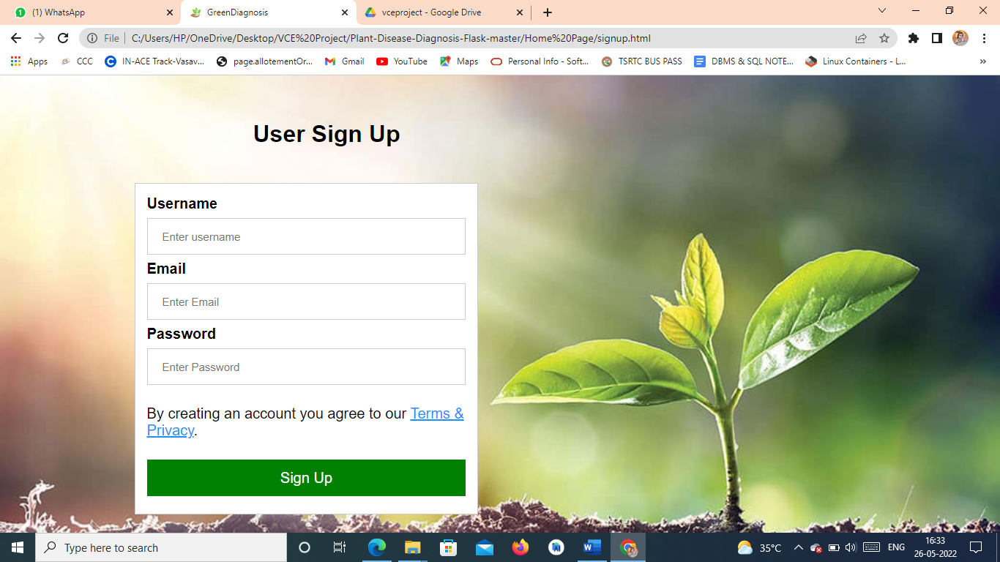 (1) WhatsApp
GreenDiagnosis
vceproject - Google Drive
File
C:/Users/HP/OneDrive/Desktop/VCE%20Project/Plant-Disease-Diagnosis-Flask-master/Home%20Page/signup.html
Apps
CCC
IN-ACE Track-Vasav...
page.allotementOr...
Gmail
YouTube
Maps
Personal Info - Soft...
TSRTC BUS PASS
DBMS & SQL NOTE...
Linux Containers - L...
User Sign Up
Username
Enter username
Email
Enter Email
Password
Enter Password
By creating an account you agree to our Terms &
Privacy.
Sign Up
Type here to search
35°C
ENG
16:33
26-05-2022